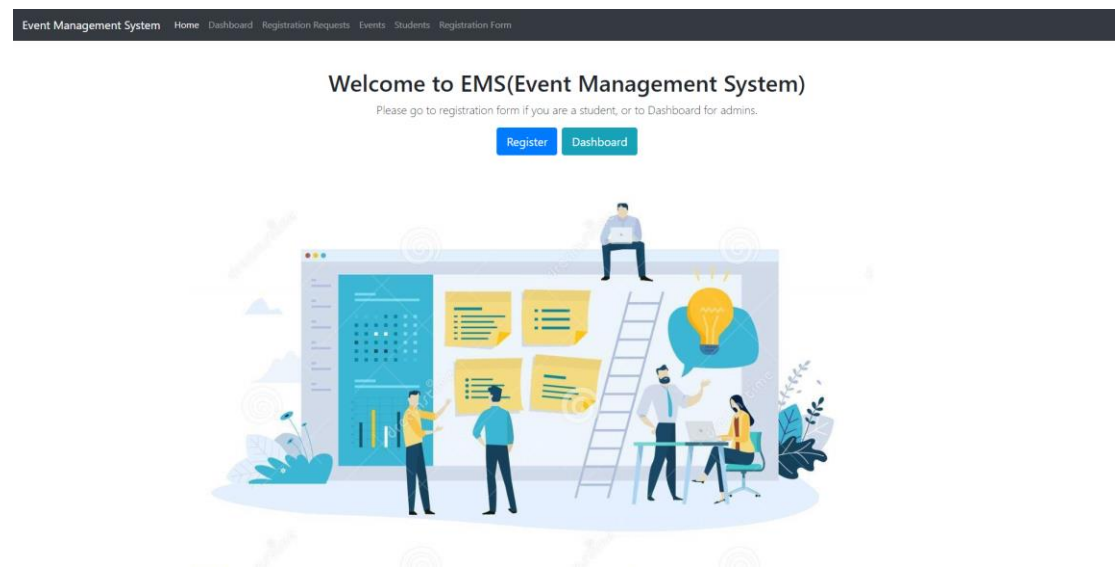 Event Management System Home Dashboard Registration Requests Events Students Registration Form
Welcome to EMS(Event Management System)
Please go to registration form if you are a student, or to Dashboard for admins.
Register Dashboard